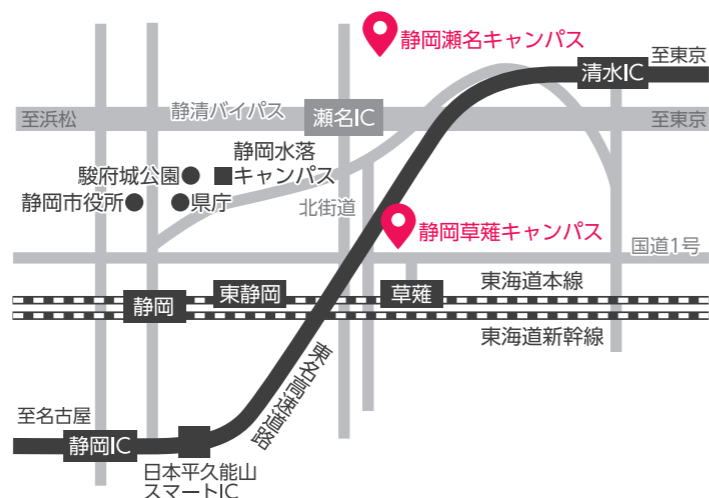 静岡瀬名キャンパス
至東京
清水IC
静清バイパス
至浜松
瀬名IC
至東京
静岡水落
キャンパス
駿府城公園
静岡市役所
県庁
北街道
静岡草薙キャンパス
国道1号
東海道本線
東静岡
草薙
静岡
東海道新幹線
東名高速道路
至名古屋
静岡IC
日本平久能山
スマートIC